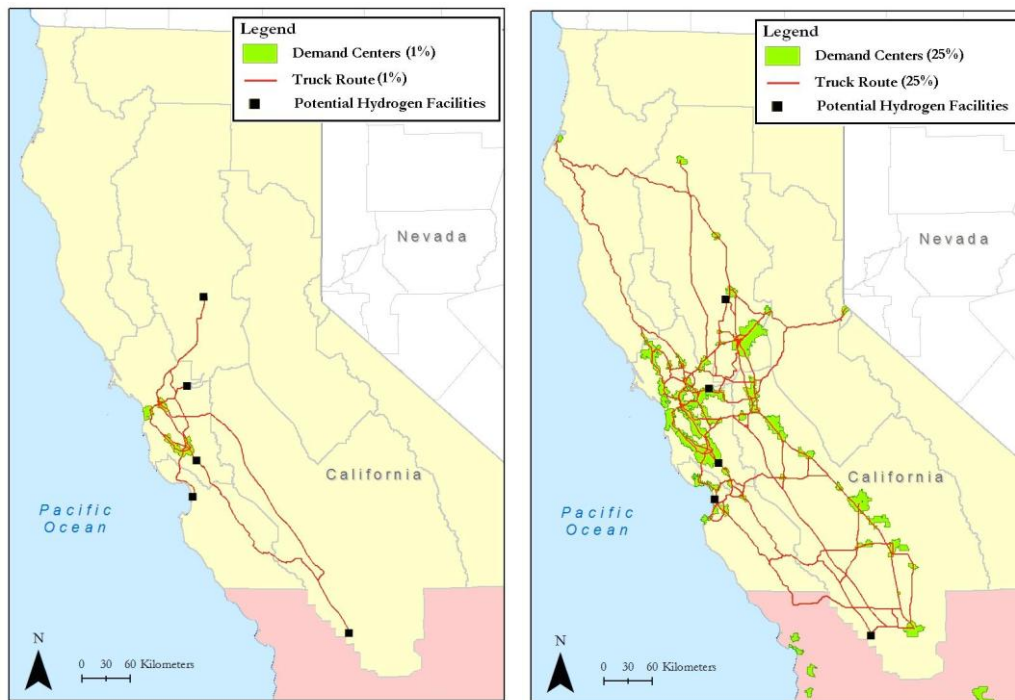 Legend
Demand Centers (1%)
Truck Route (1%)
Potential Hydrogen Facilities
Nevada
California
Pacific
Ocean
N
0 30 60 Kilometers
Legend
Demand Centers (25%)
Truck Route (25%)
Potential Hydrogen Facilities
Nevada
California
Pacific
Ocean
N
0 30 60 Kilometers